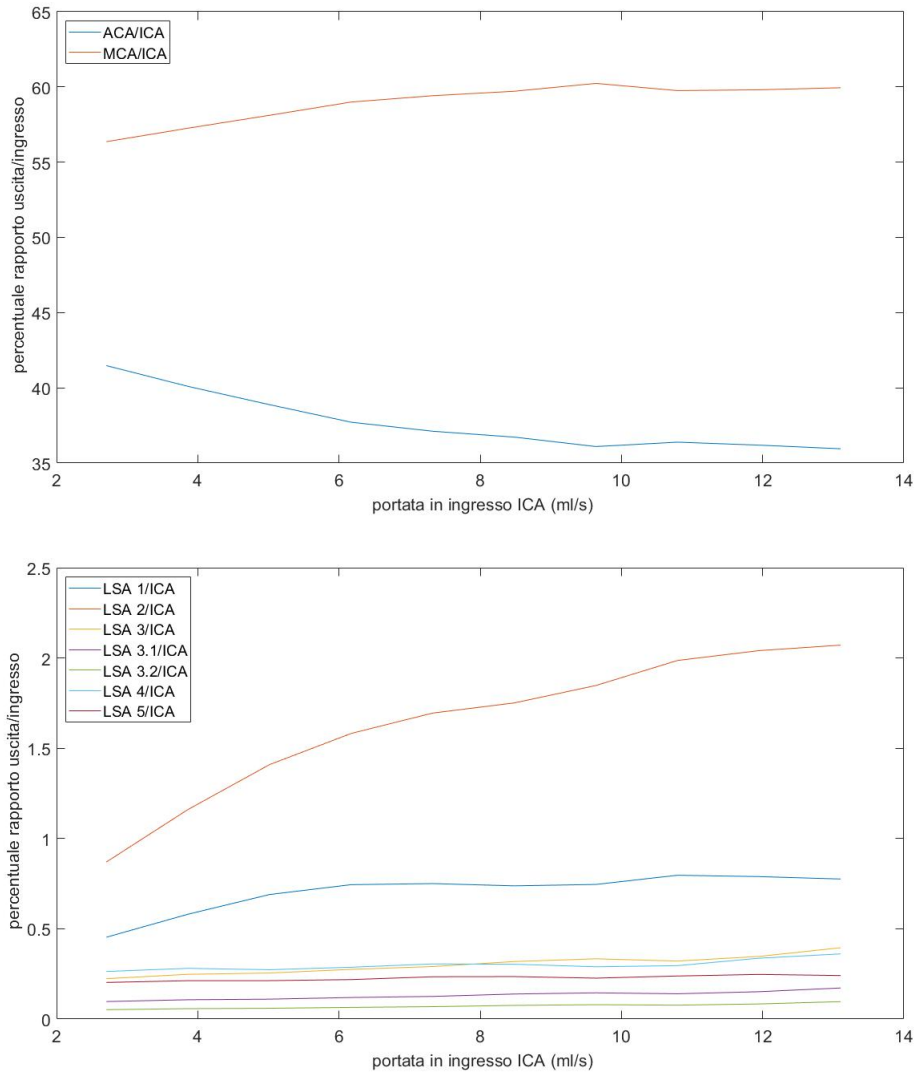 65
60
55
50
45
40
35
2 4 6 8 10 12 14
percentuale rapporto uscita/ingresso
portata in ingresso ICA (ml/s)
ACA/ICA
MCA/ICA
2.5
2
1.5
1
0.5
0
2 4 6 8 10 12 14
percentuale rapporto uscita/ingresso
portata in ingresso ICA (ml/s)
LSA 1/ICA
LSA 2/ICA
LSA 3/ICA
LSA 3.1/ICA
LSA 3.2/ICA
LSA 4/ICA
LSA 5/ICA